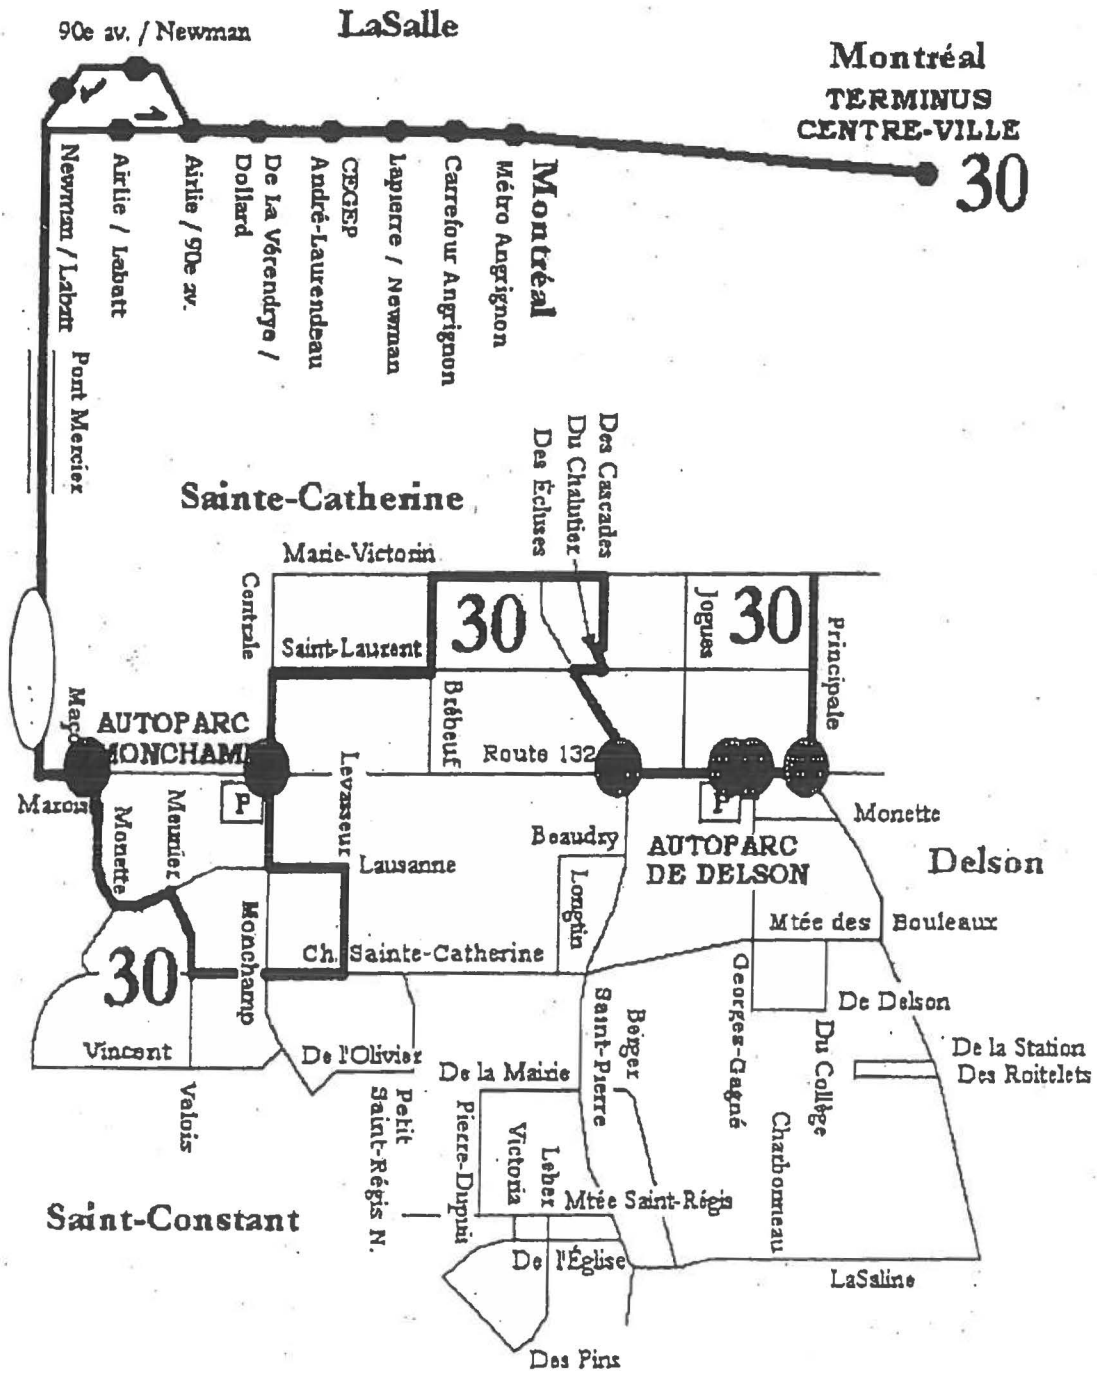 LaSalle
90e av. / Newman
Montréal
TERMINUS
CENTRE-VILLE
30
Newman / Labatt
Airlie / Labatt
Airlie / 90e av.
De La Vérendrye /
Dollard
CEGEP
André-Laurendeau
Lapierre / Newman
Carrefour Angrignon
Métro Angrignon
Montréal
Pont Mercier
Des Cascades
Du Chalutier
Des Écluses
Sainte-Catherine
Marie-Victorin
Centrale
30
Jogues
30
Principale
Saint-Laurent
Brébeuf
AUTOPARC
Route 132
Levasseur
P
P
Monette
Meunier
Monette
Beaudry
AUTOPARC
DE DELSON
Delson
Lausanne
Longtin
Monchamp
Mtée des Bouleaux
Ch. Sainte-Catherine
30
Georges-Gagné
De Delson
Saint-Pierre
Berger
Du Collège
Vincent
De l'Olivier
De la Station
Des Roitelets
De la Mairie
Valois
Petit
Saint-Régis N.
Pierre-Dupini
Victoria
Leber
Charbonneau
Mtée Saint-Régis
Saint-Constant
De l'Église
LaSaline
Des Pins